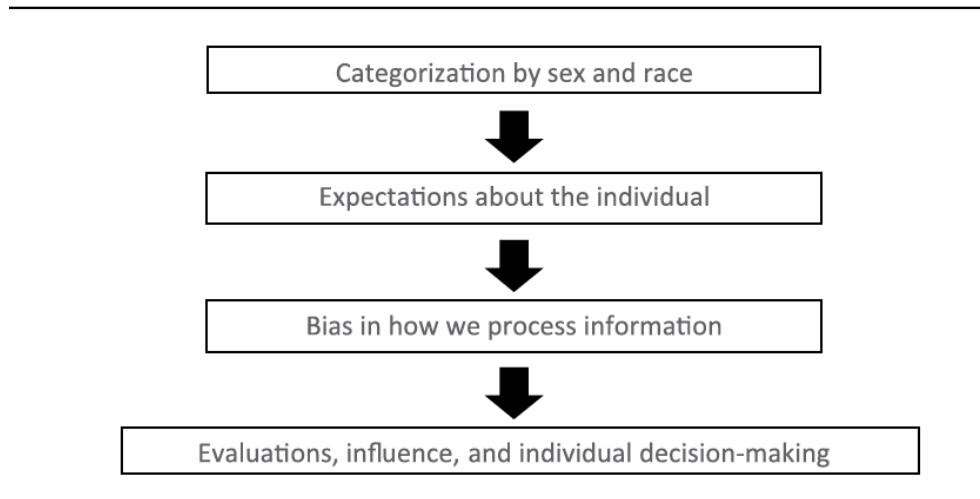 Categorization by sex and race
Expectations about the individual
Bias in how we process information
Evaluations, influence, and individual decision-making